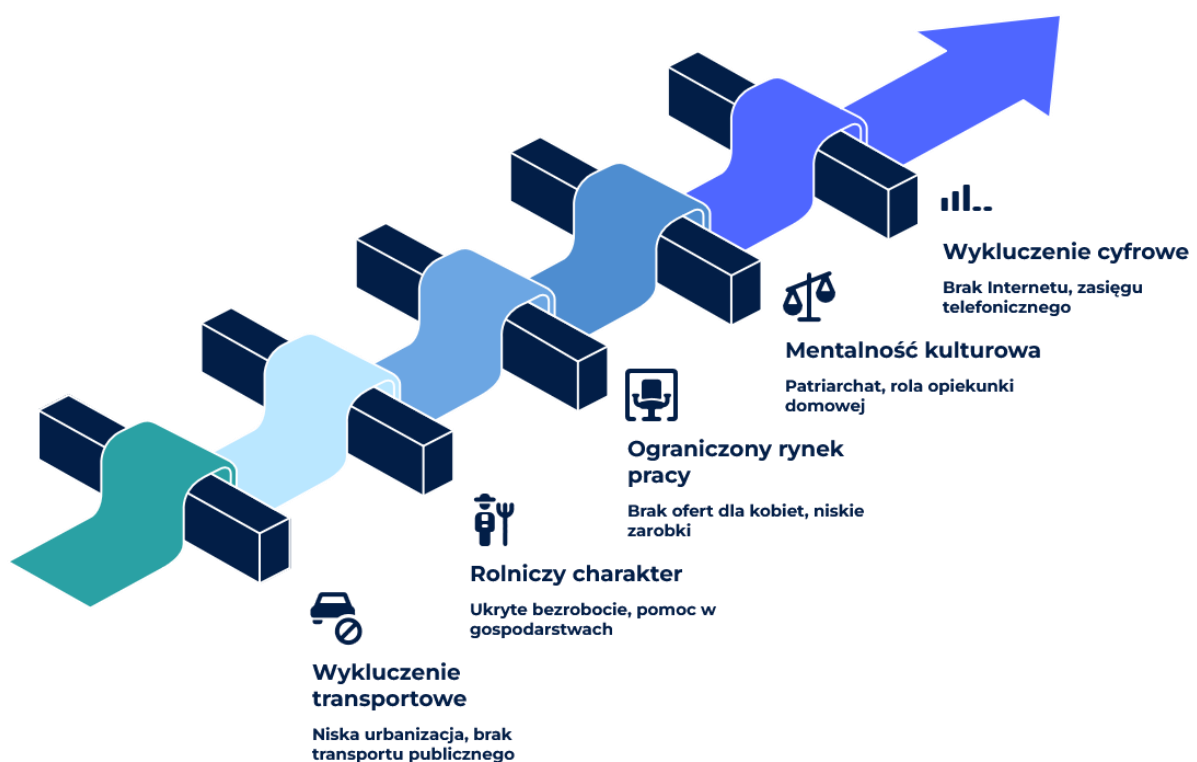 Wykluczenie cyfrowe
Brak Internetu, zasięgu
telefonicznego
Mentalność kulturowa
Patriarchat, rola opiekunki
domowej
Ograniczony rynek
pracy
Brak ofert dla kobiet, niskie
zarobki
Rolniczy charakter
Ukryte bezrobocie, pomoc w
gospodarstwach
Wykluczenie
transportowe
Niska urbanizacja, brak
transportu publicznego